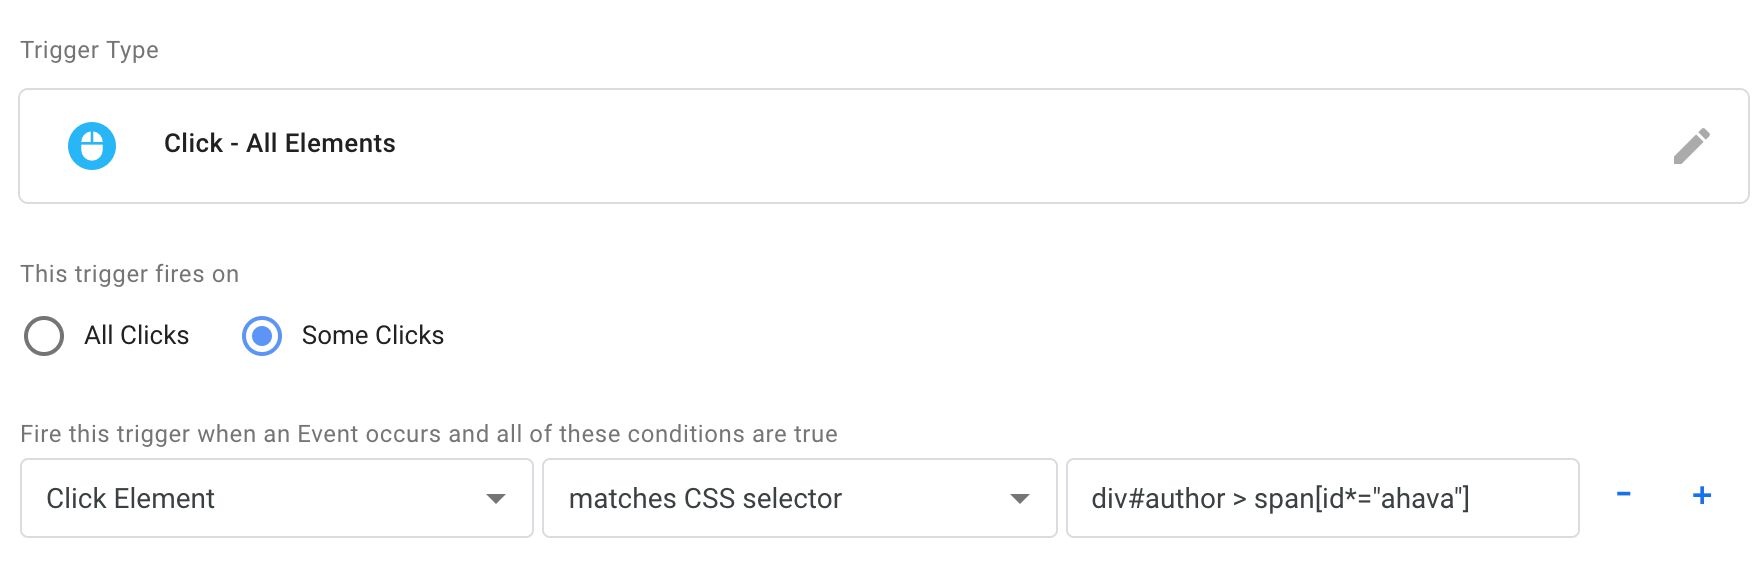 Trigger Type
Click - All Elements
This trigger fires on
All Clicks Some Clicks
Fire this trigger when an Event occurs and all of these conditions are true
Click Element matches CSS selector div#author > span[id*="ahava"] - +